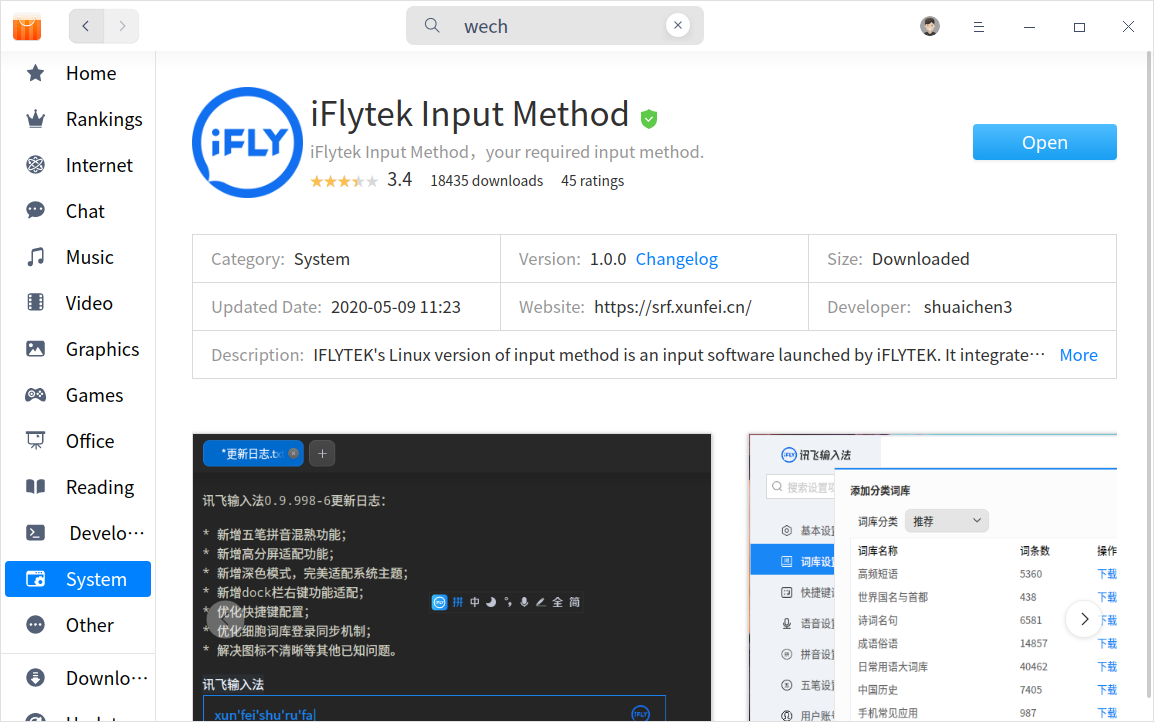 wech
Home
Rankings
Internet
Chat
Music
Video
Graphics
Games
Office
Reading
Develo···
System
Other
Downlo···
iFLY
iFlytek Input Method
iFlytek Input Method，your required input method.
3.4 18435 downloads 45 ratings
Open
Category: System Version: 1.0.0 Changelog Size: Downloaded
Updated Date: 2020-05-09 11:23 Website: https://srf.xunfei.cn/ Developer: shuaichen3
Description: IFLYTEK's Linux version of input method is an input software launched by iFLYTEK. It integrate··· More
*更新日志.tx
讯飞输入法0.9.998-6更新日志：
* 新增五笔拼音混熟功能；
* 新增高分屏适配功能；
* 新增深色模式，完美适配系统主题；
* 新增dock栏右键功能适配；
* 优化快捷键配置；
* 优化细胞词库登录同步机制；
* 解决图标不清晰等其他已知问题。
讯飞输入法
xun'fei'shu'ru'fa
iFLY
iFLY 拼 中 全 简
iFLY 讯飞输入法
搜索设置项
基本设置
词库设置
快捷键设
语音设置
拼音设置
五笔设置
用户账号
添加分类词库
词库分类 推荐
词库名称 词条数 操作
高频短语 5360 下载
世界国名与首都 438 下载
诗词名句 6581 下载
成语俗语 14857 下载
日常用语大词库 40462 下载
中国历史 7405 下载
手机常见应用 987 下载